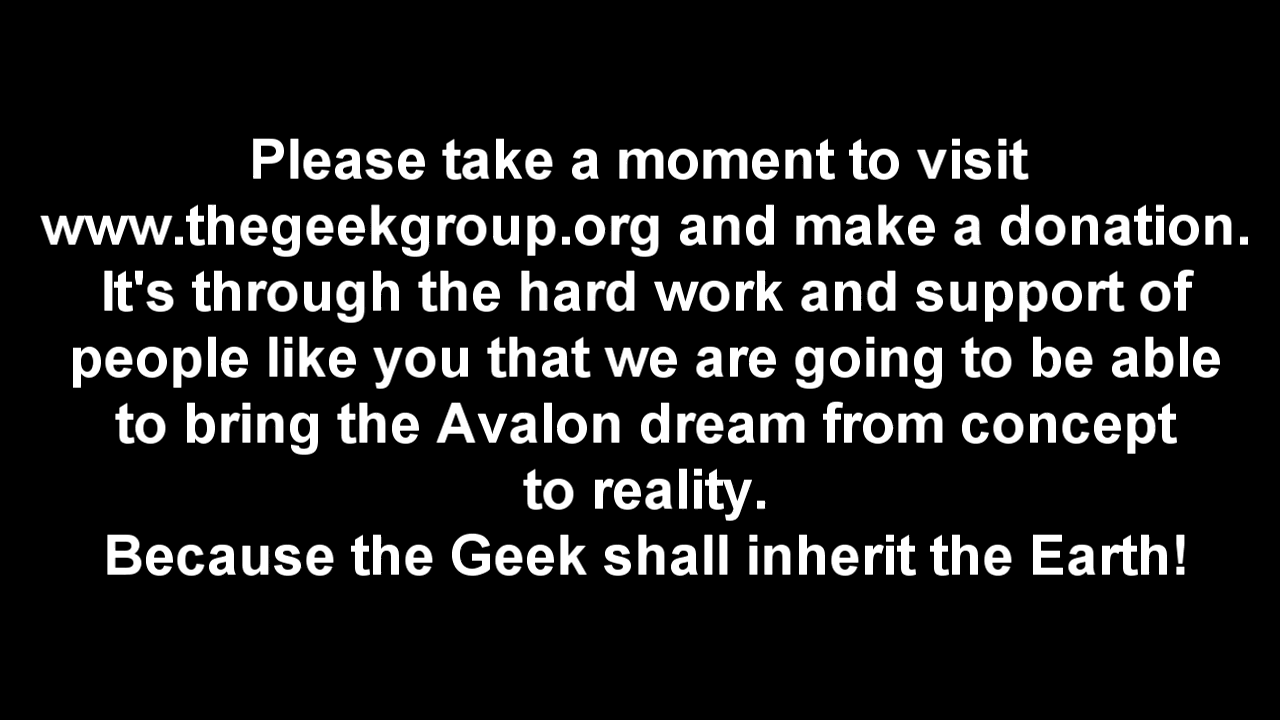 Please take a moment to visit
www.thegeekgroup.org and make a donation.
It's through the hard work and support of
people like you that we are going to be able
to bring the Avalon dream from concept
to reality.
Because the Geek shall inherit the Earth!